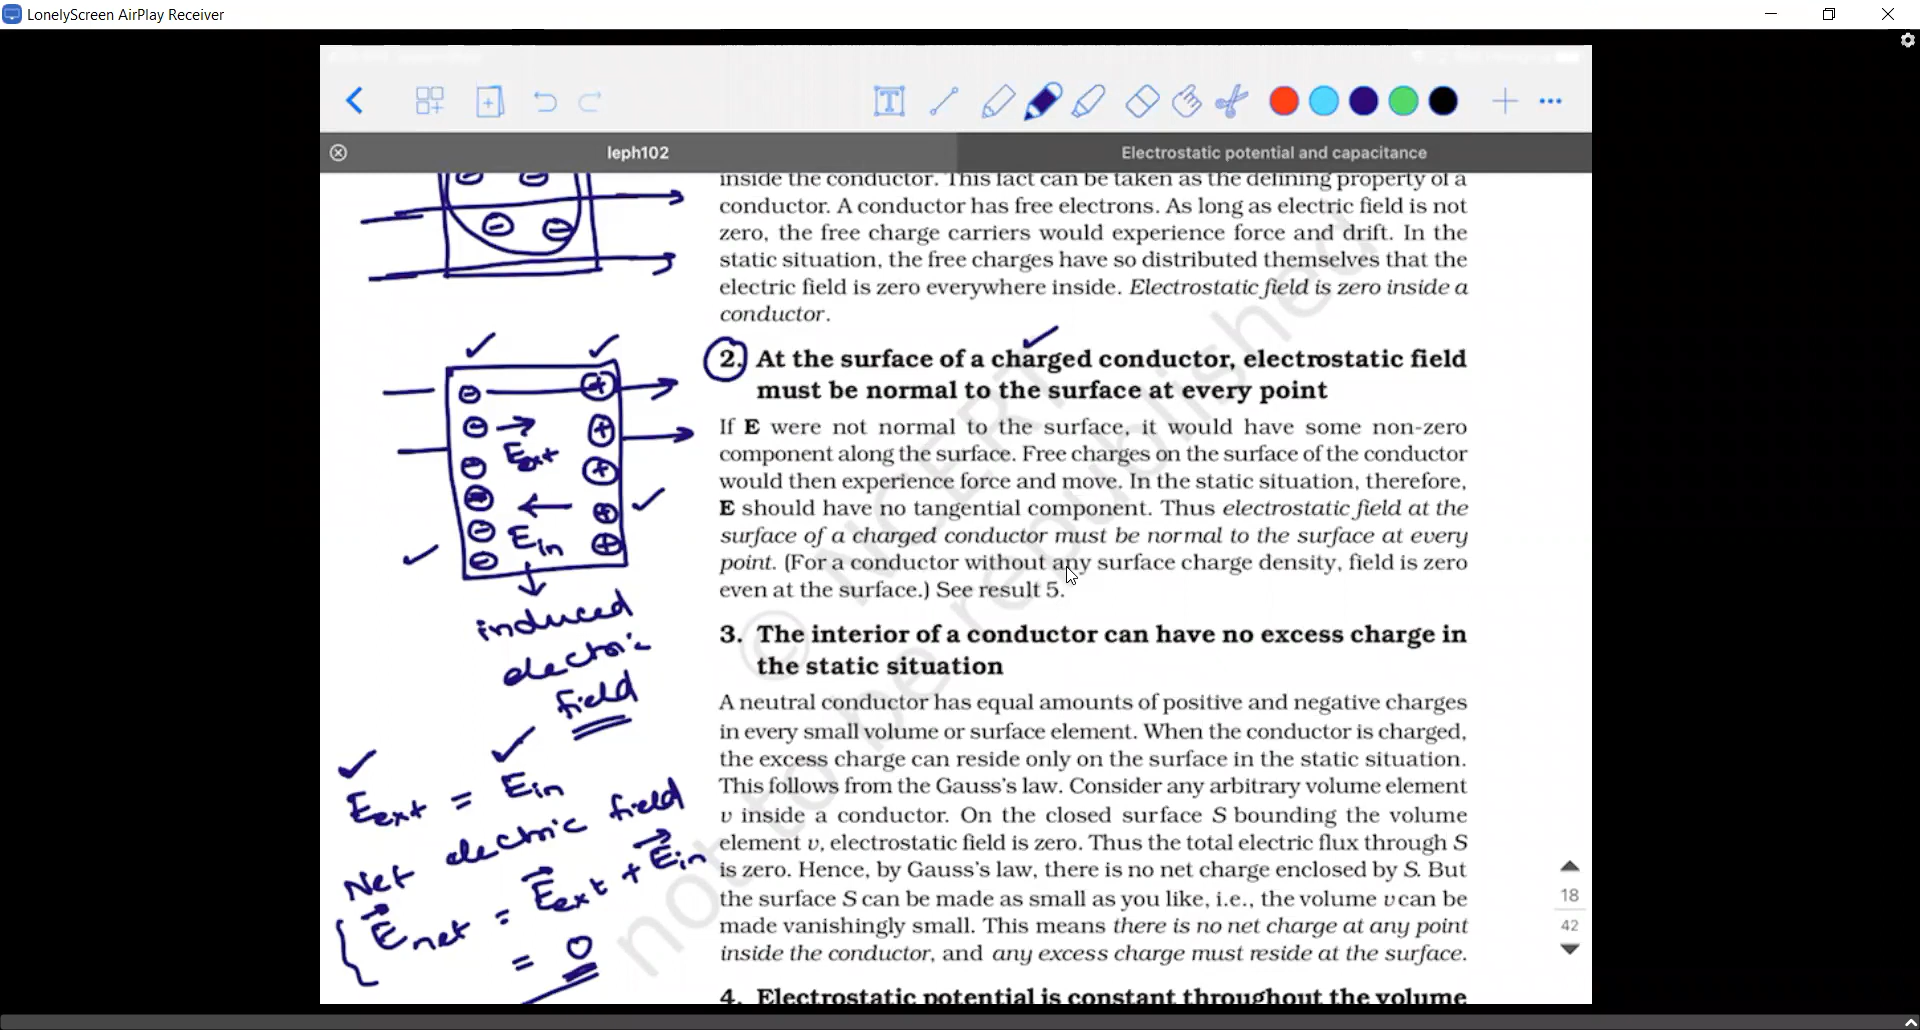 LonelyScreen AirPlay Receiver
T
leph102
Electrostatic potential and capacitance
inside the conductor. This fact can be taken as the defining property of a
conductor. A conductor has free electrons. As long as electric field is not
zero, the free charge carriers would experience force and drift. In the
static situation, the free charges have so distributed themselves that the
electric field is zero everywhere inside. Electrostatic field is zero inside a
conductor.
2. At the surface of a charged conductor, electrostatic field
must be normal to the surface at every point
If E were not normal to the surface, it would have some non-zero
component along the surface. Free charges on the surface of the conductor
would then experience force and move. In the static situation, therefore,
E should have no tangential component. Thus electrostatic field at the
surface of a charged conductor must be normal to the surface at every
point. (For a conductor without any surface charge density, field is zero
even at the surface.) See result 5.
3. The interior of a conductor can have no excess charge in
the static situation
A neutral conductor has equal amounts of positive and negative charges
in every small volume or surface element. When the conductor is charged,
the excess charge can reside only on the surface in the static situation.
This follows from the Gauss's law. Consider any arbitrary volume element
v inside a conductor. On the closed surface S bounding the volume
element v, electrostatic field is zero. Thus the total electric flux through S
is zero. Hence, by Gauss's law, there is no net charge enclosed by S. But
the surface S can be made as small as you like, i.e., the volume v can be
made vanishingly small. This means there is no net charge at any point
inside the conductor, and any excess charge must reside at the surface.
4. Electrostatic potential is constant throughout the volume
Eext
Ein
induced
electric
field
Eext = Ein
Net electric field
Enet = Eext + Ein
= 0
18
42
© NCERT
not to be republished